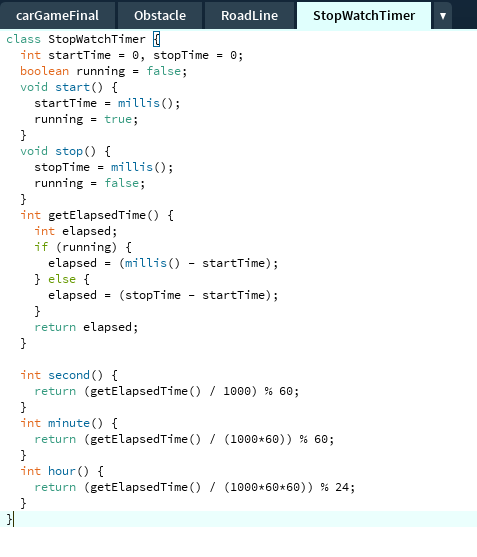 carGameFinal Obstacle RoadLine StopWatchTimer ▼
class StopWatchTimer {
  int startTime = 0, stopTime = 0;
  boolean running = false;
  void start() {
    startTime = millis();
    running = true;
  }
  void stop() {
    stopTime = millis();
    running = false;
  }
  int getElapsedTime() {
    int elapsed;
    if (running) {
      elapsed = (millis() - startTime);
    } else {
      elapsed = (stopTime - startTime);
    }
    return elapsed;
  }

  int second() {
    return (getElapsedTime() / 1000) % 60;
  }
  int minute() {
    return (getElapsedTime() / (1000*60)) % 60;
  }
  int hour() {
    return (getElapsedTime() / (1000*60*60)) % 24;
  }
}